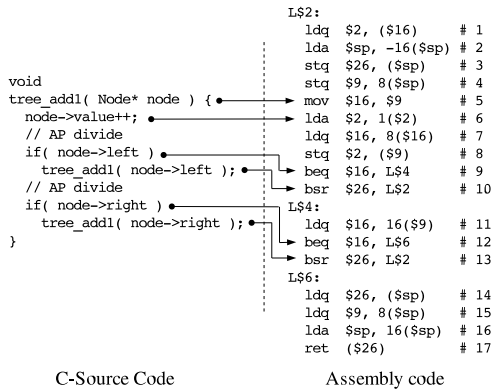 void
tree_add1( Node* node ) {
node->value++;
// AP divide
if( node->left )
tree_add1( node->left );
// AP divide
if( node->right )
tree_add1( node->right );
}
C-Source Code
L$2:
ldq $2, ($16) # 1
lda $sp, -16($sp) # 2
stq $26, ($sp) # 3
stq $9, 8($sp) # 4
mov $16, $9 # 5
lda $2, 1($2) # 6
ldq $16, 8($16) # 7
stq $2, ($9) # 8
beq $16, L$4 # 9
bsr $26, L$2 # 10
L$4:
ldq $16, 16($9) # 11
beq $16, L$6 # 12
bsr $26, L$2 # 13
L$6:
ldq $26, ($sp) # 14
ldq $9, 8($sp) # 15
lda $sp, 16($sp) # 16
ret ($26) # 17
Assembly code